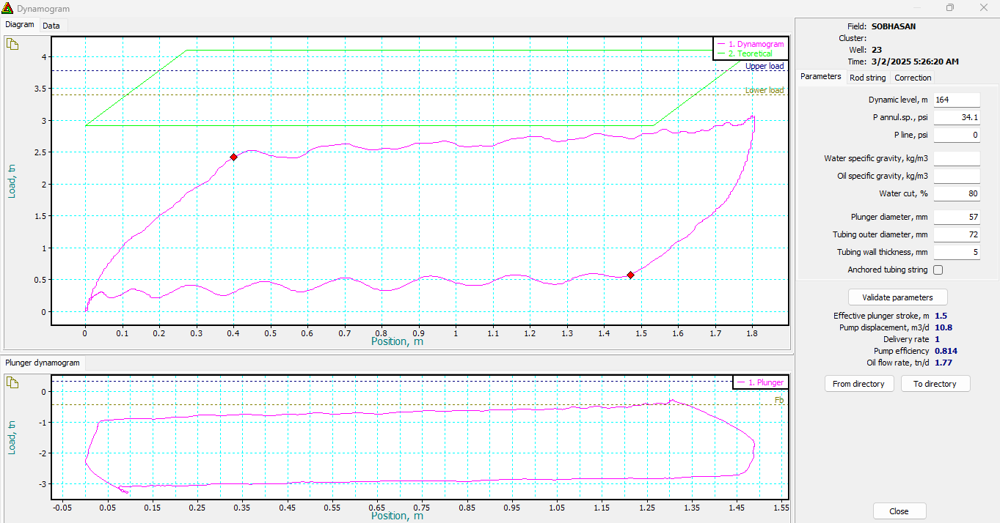 Dynamogram
Diagram Data
4
3.5
3
2.5
2
1.5
1
0.5
0
Load, tn
1. Dynamogram
2. Teoretical
Upper load
Lower load
0 0.1 0.2 0.3 0.4 0.5 0.6 0.7 0.8 0.9 1 1.1 1.2 1.3 1.4 1.5 1.6 1.7 1.8
Position, m
Plunger dynamogram
0
-1
-2
-3
Load, tn
1. Plunger
Fb
-0.05 0.05 0.15 0.25 0.35 0.45 0.55 0.65 0.75 0.85 0.95 1.05 1.15 1.25 1.35 1.45 1.55
Position, m
Field: SOBHASAN
Cluster:
Well: 23
Time: 3/2/2025 5:26:20 AM
Parameters Rod string Correction
Dynamic level, m 164
P annul.sp., psi 34.1
P line, psi 0
Water specific gravity, kg/m3
Oil specific gravity, kg/m3
Water cut, % 80
Plunger diameter, mm 57
Tubing outer diameter, mm 72
Tubing wall thickness, mm 5
Anchored tubing string
Validate parameters
Effective plunger stroke, m 1.5
Pump displacement, m3/d 10.8
Delivery rate 1
Pump efficiency 0.814
Oil flow rate, tn/d 1.77
From directory To directory
Close